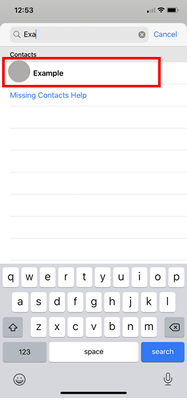 12:53
Exa
Cancel
Contacts
Example
Missing Contacts Help
q w e r t y u i o p
a s d f g h j k l
z x c v b n m
123 space search